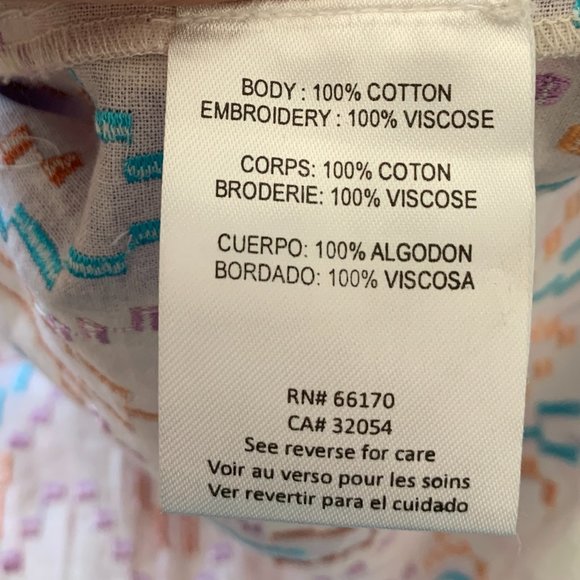 BODY : 100% COTTON
EMBROIDERY : 100% VISCOSE
CORPS: 100% COTON
BRODERIE: 100% VISCOSE
CUERPO: 100% ALGODON
BORDADO: 100% VISCOSA
RN# 66170
CA# 32054
See reverse for care
Voir au verso pour les soins
Ver revertir para el cuidado